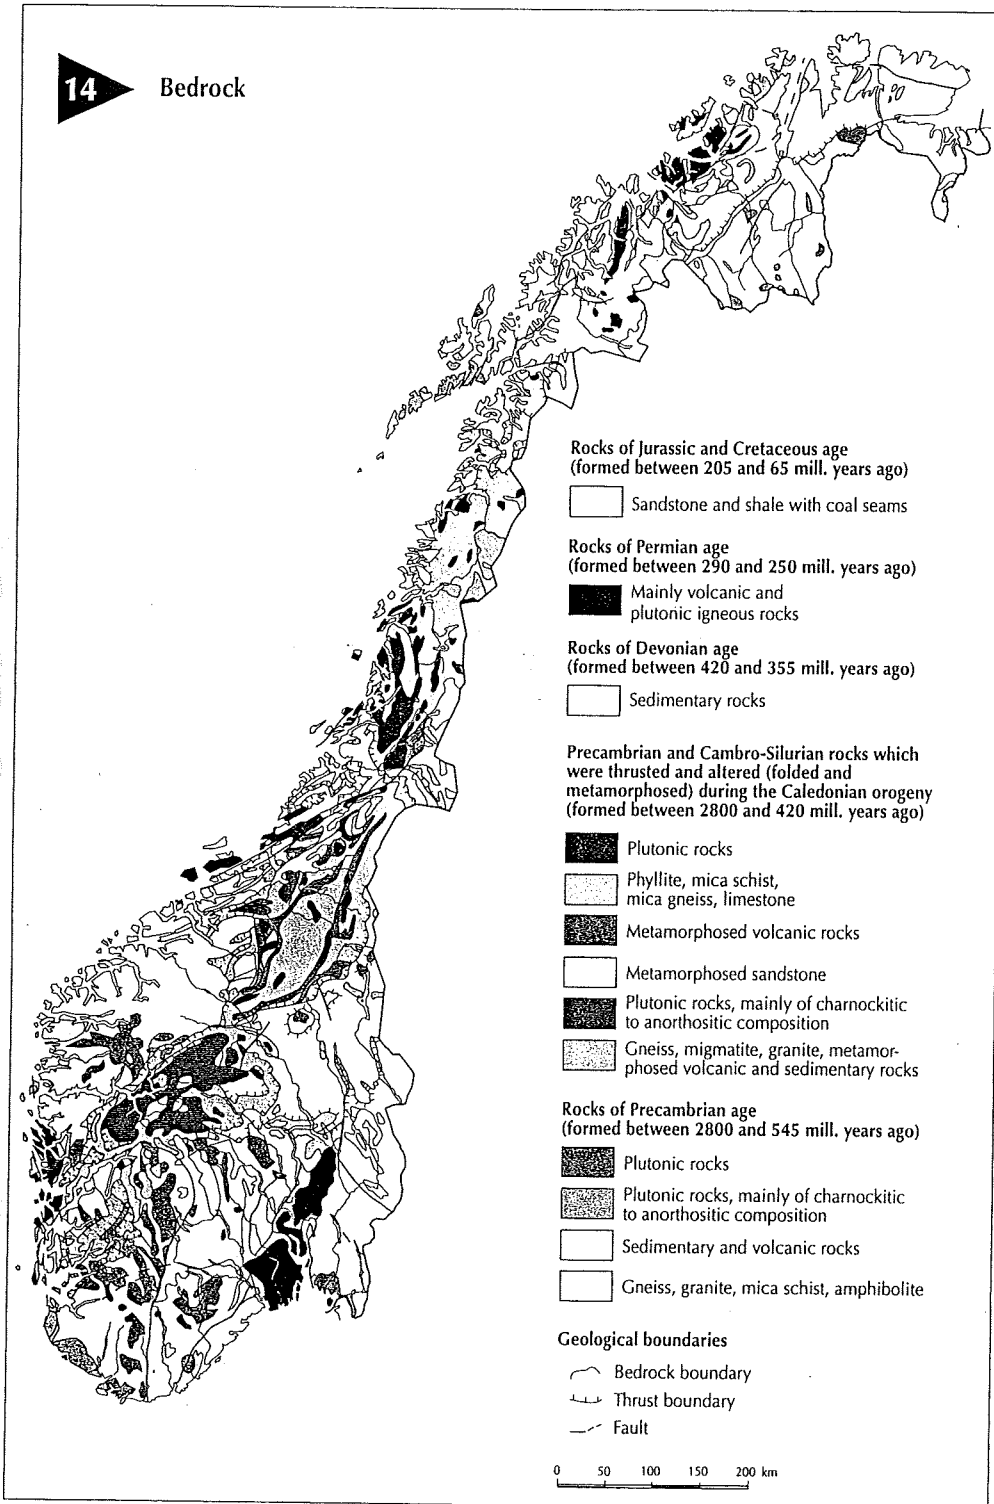 14 Bedrock
Rocks of Jurassic and Cretaceous age
(formed between 205 and 65 mill. years ago)
Sandstone and shale with coal seams
Rocks of Permian age
(formed between 290 and 250 mill. years ago)
Mainly volcanic and
plutonic igneous rocks
Rocks of Devonian age
(formed between 420 and 355 mill. years ago)
Sedimentary rocks
Precambrian and Cambro-Silurian rocks which
were thrusted and altered (folded and
metamorphosed) during the Caledonian orogeny
(formed between 2800 and 420 mill. years ago)
Plutonic rocks
Phyllite, mica schist,
mica gneiss, limestone
Metamorphosed volcanic rocks
Metamorphosed sandstone
Plutonic rocks, mainly of charnockitic
to anorthositic composition
Gneiss, migmatite, granite, metamor-
phosed volcanic and sedimentary rocks
Rocks of Precambrian age
(formed between 2800 and 545 mill. years ago)
Plutonic rocks
Plutonic rocks, mainly of charnockitic
to anorthositic composition
Sedimentary and volcanic rocks
Gneiss, granite, mica schist, amphibolite
Geological boundaries
Bedrock boundary
Thrust boundary
Fault
0 50 100 150 200 km